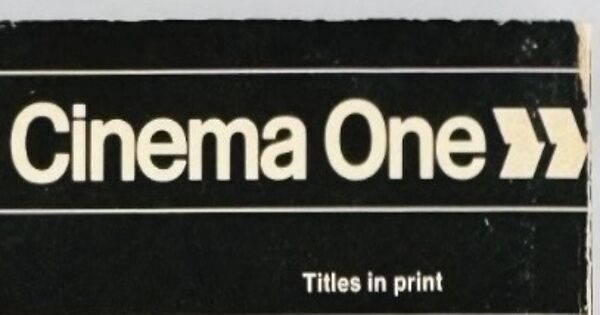 Cinema One
Titles in print